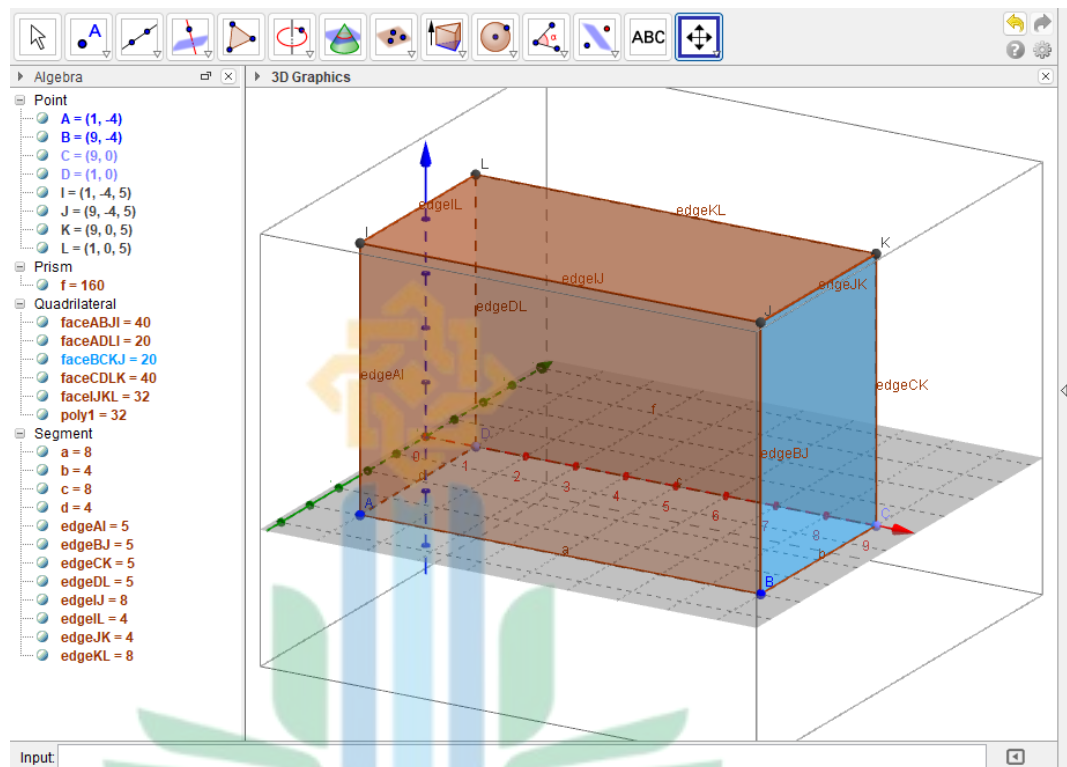 ABC
Algebra
3D Graphics
Point
A = (1, -4)
B = (9, -4)
C = (9, 0)
D = (1, 0)
I = (1, -4, 5)
J = (9, -4, 5)
K = (9, 0, 5)
L = (1, 0, 5)
Prism
f = 160
Quadrilateral
faceABJI = 40
faceADLI = 20
faceBCKJ = 20
faceCDLK = 40
faceIJKL = 32
poly1 = 32
Segment
a = 8
b = 4
c = 8
d = 4
edgeAI = 5
edgeBJ = 5
edgeCK = 5
edgeDL = 5
edgeIJ = 8
edgeIL = 4
edgeJK = 4
edgeKL = 8
L
edgeIL
edgeKL
I
K
edgeIJ
edgeJK
edgeDL
J
edgeAI
edgeCK
f
D
0
1
edgeBJ
d
2
3
c
4
5
6
A
C
7
8
9
a
b
B
Input: